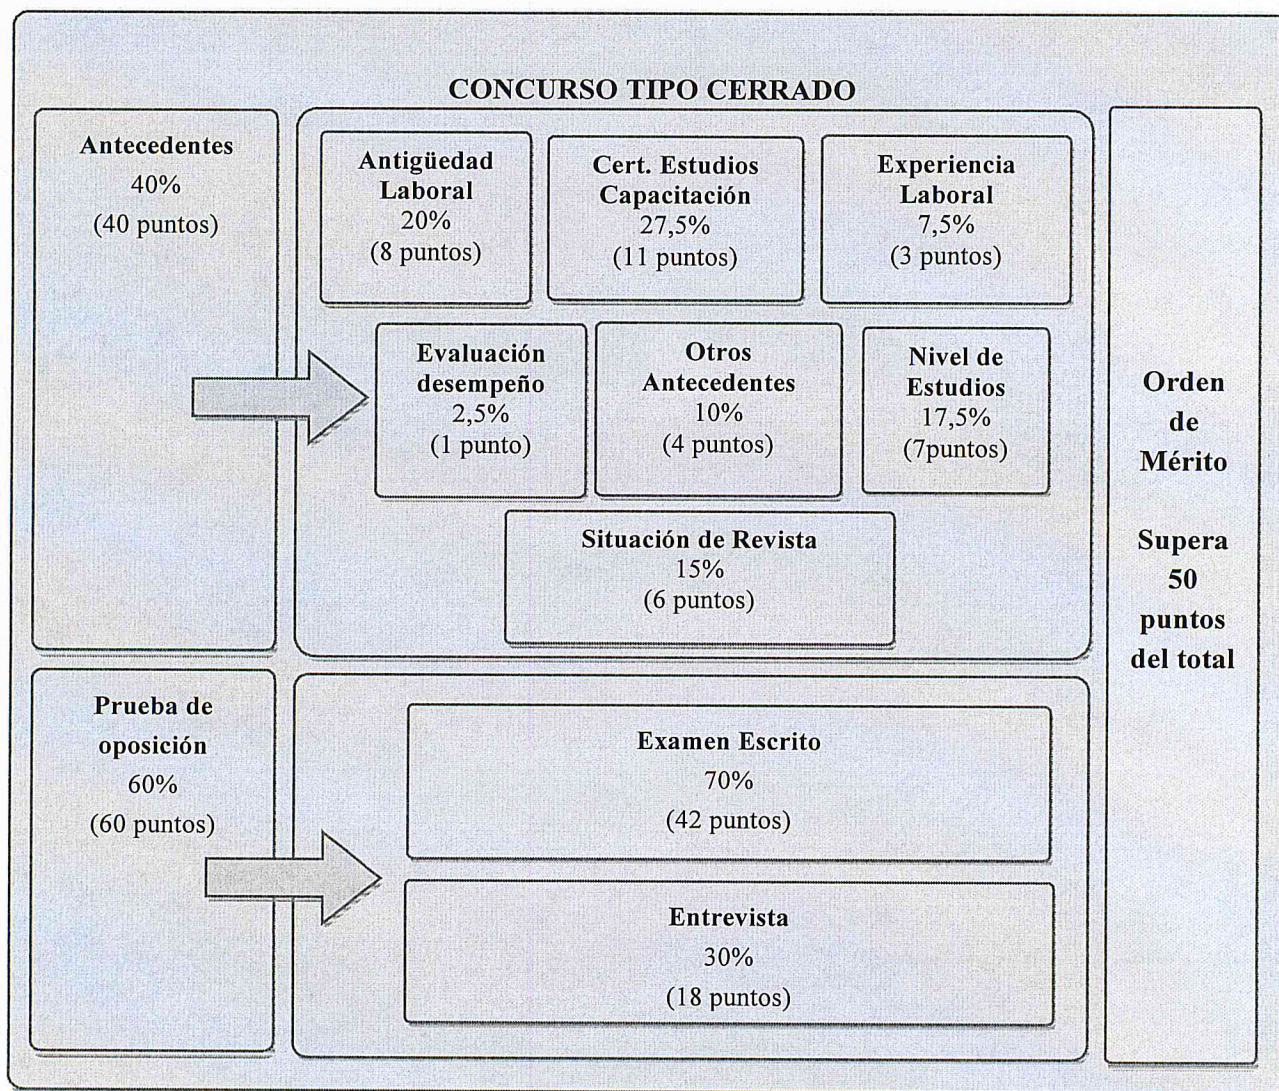 CONCURSO TIPO CERRADO
Antecedentes
40%
(40 puntos)
Antigüedad
Laboral
20%
(8 puntos)
Cert. Estudios
Capacitación
27,5%
(11 puntos)
Experiencia
Laboral
7,5%
(3 puntos)
Evaluación
desempeño
2,5%
(1 punto)
Otros
Antecedentes
10%
(4 puntos)
Nivel de
Estudios
17,5%
(7puntos)
Situación de Revista
15%
(6 puntos)
Prueba de
oposición
60%
(60 puntos)
Examen Escrito
70%
(42 puntos)
Entrevista
30%
(18 puntos)
Orden
de
Mérito
Supera
50
puntos
del total